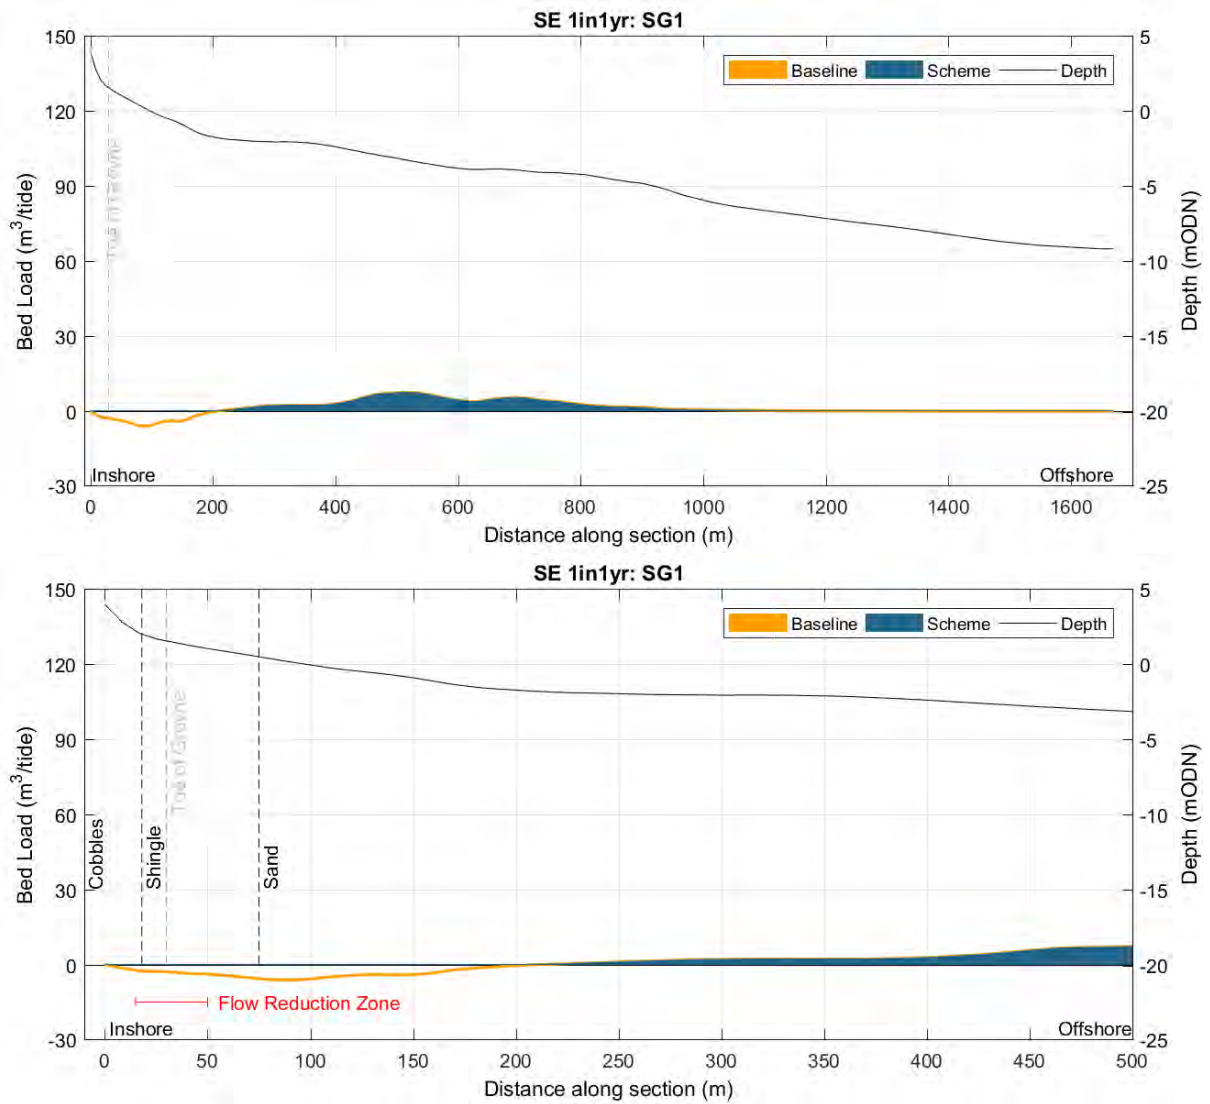 SE 1in1yr: SG1
Baseline Scheme Depth
150
120
90
60
30
0
-30
Bed Load (m³/tide)
5
0
-5
-10
-15
-20
-25
Depth (mODN)
Toe of Groyne
Inshore
Offshore
0 200 400 600 800 1000 1200 1400 1600
Distance along section (m)
SE 1in1yr: SG1
Baseline Scheme Depth
150
120
90
60
30
0
-30
Bed Load (m³/tide)
5
0
-5
-10
-15
-20
-25
Depth (mODN)
Cobbles
Shingle
Toe of Groyne
Sand
Flow Reduction Zone
Inshore
Offshore
0 50 100 150 200 250 300 350 400 450 500
Distance along section (m)